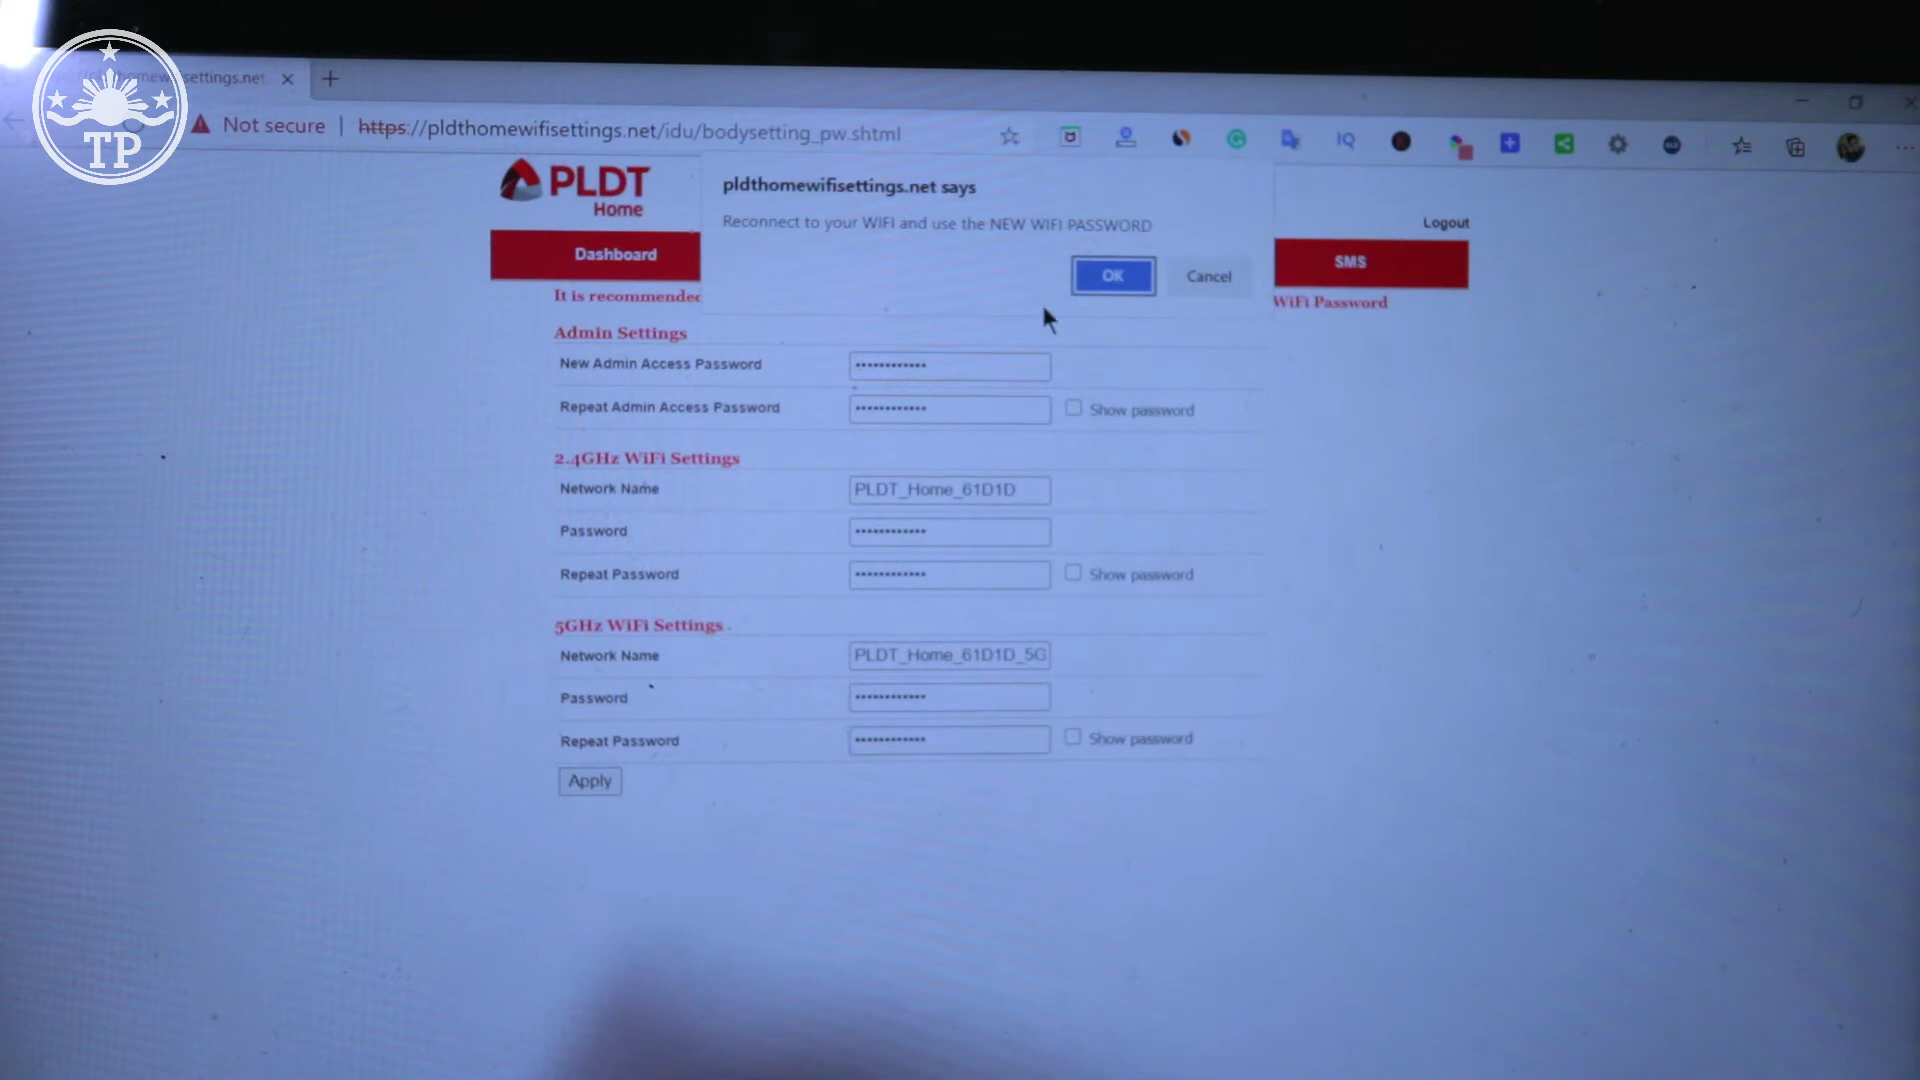 TP
settings.net
Not secure
https://pldthomewifisettings.net/idu/bodysetting_pw.shtml
IQ
PLDT
Home
pldthomewifisettings.net says
Reconnect to your WIFI and use the NEW WIFI PASSWORD
OK
Cancel
Logout
Dashboard
SMS
It is recommended
WiFi Password
Admin Settings
New Admin Access Password
Repeat Admin Access Password
Show password
2.4GHz WiFi Settings
Network Name
PLDT_Home_61D1D
Password
Repeat Password
Show password
5GHz WiFi Settings
Network Name
PLDT_Home_61D1D_5G
Password
Repeat Password
Show password
Apply